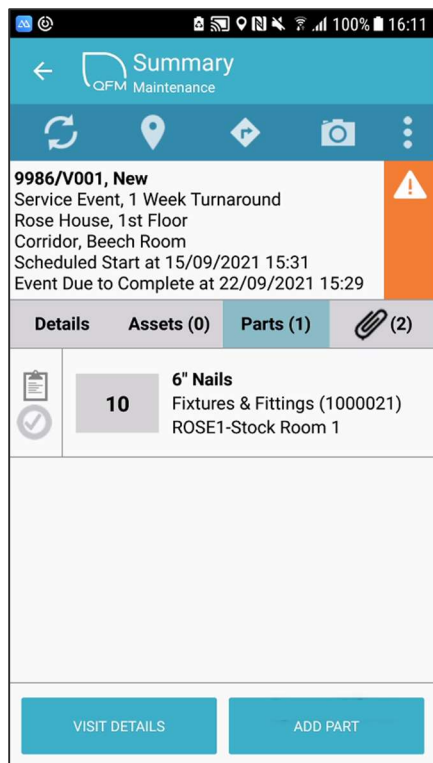 100% 16:11
Summary
QFM Maintenance
9986/V001, New
Service Event, 1 Week Turnaround
Rose House, 1st Floor
Corridor, Beech Room
Scheduled Start at 15/09/2021 15:31
Event Due to Complete at 22/09/2021 15:29
Details Assets (0) Parts (1) (2)
10
6" Nails
Fixtures & Fittings (1000021)
ROSE1-Stock Room 1
VISIT DETAILS ADD PART